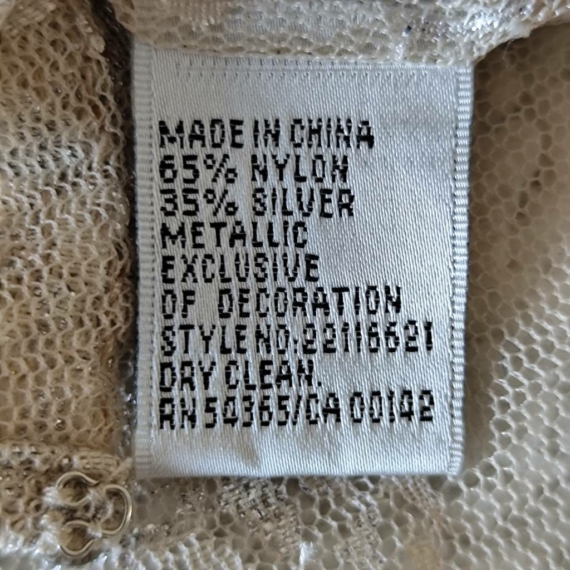 MADE IN CHINA
65% NYLON
35% SILVER
METALLIC
EXCLUSIVE
OF DECORATION
STYLE NO.22116621
DRY CLEAN.
RN 54365/CA 00142